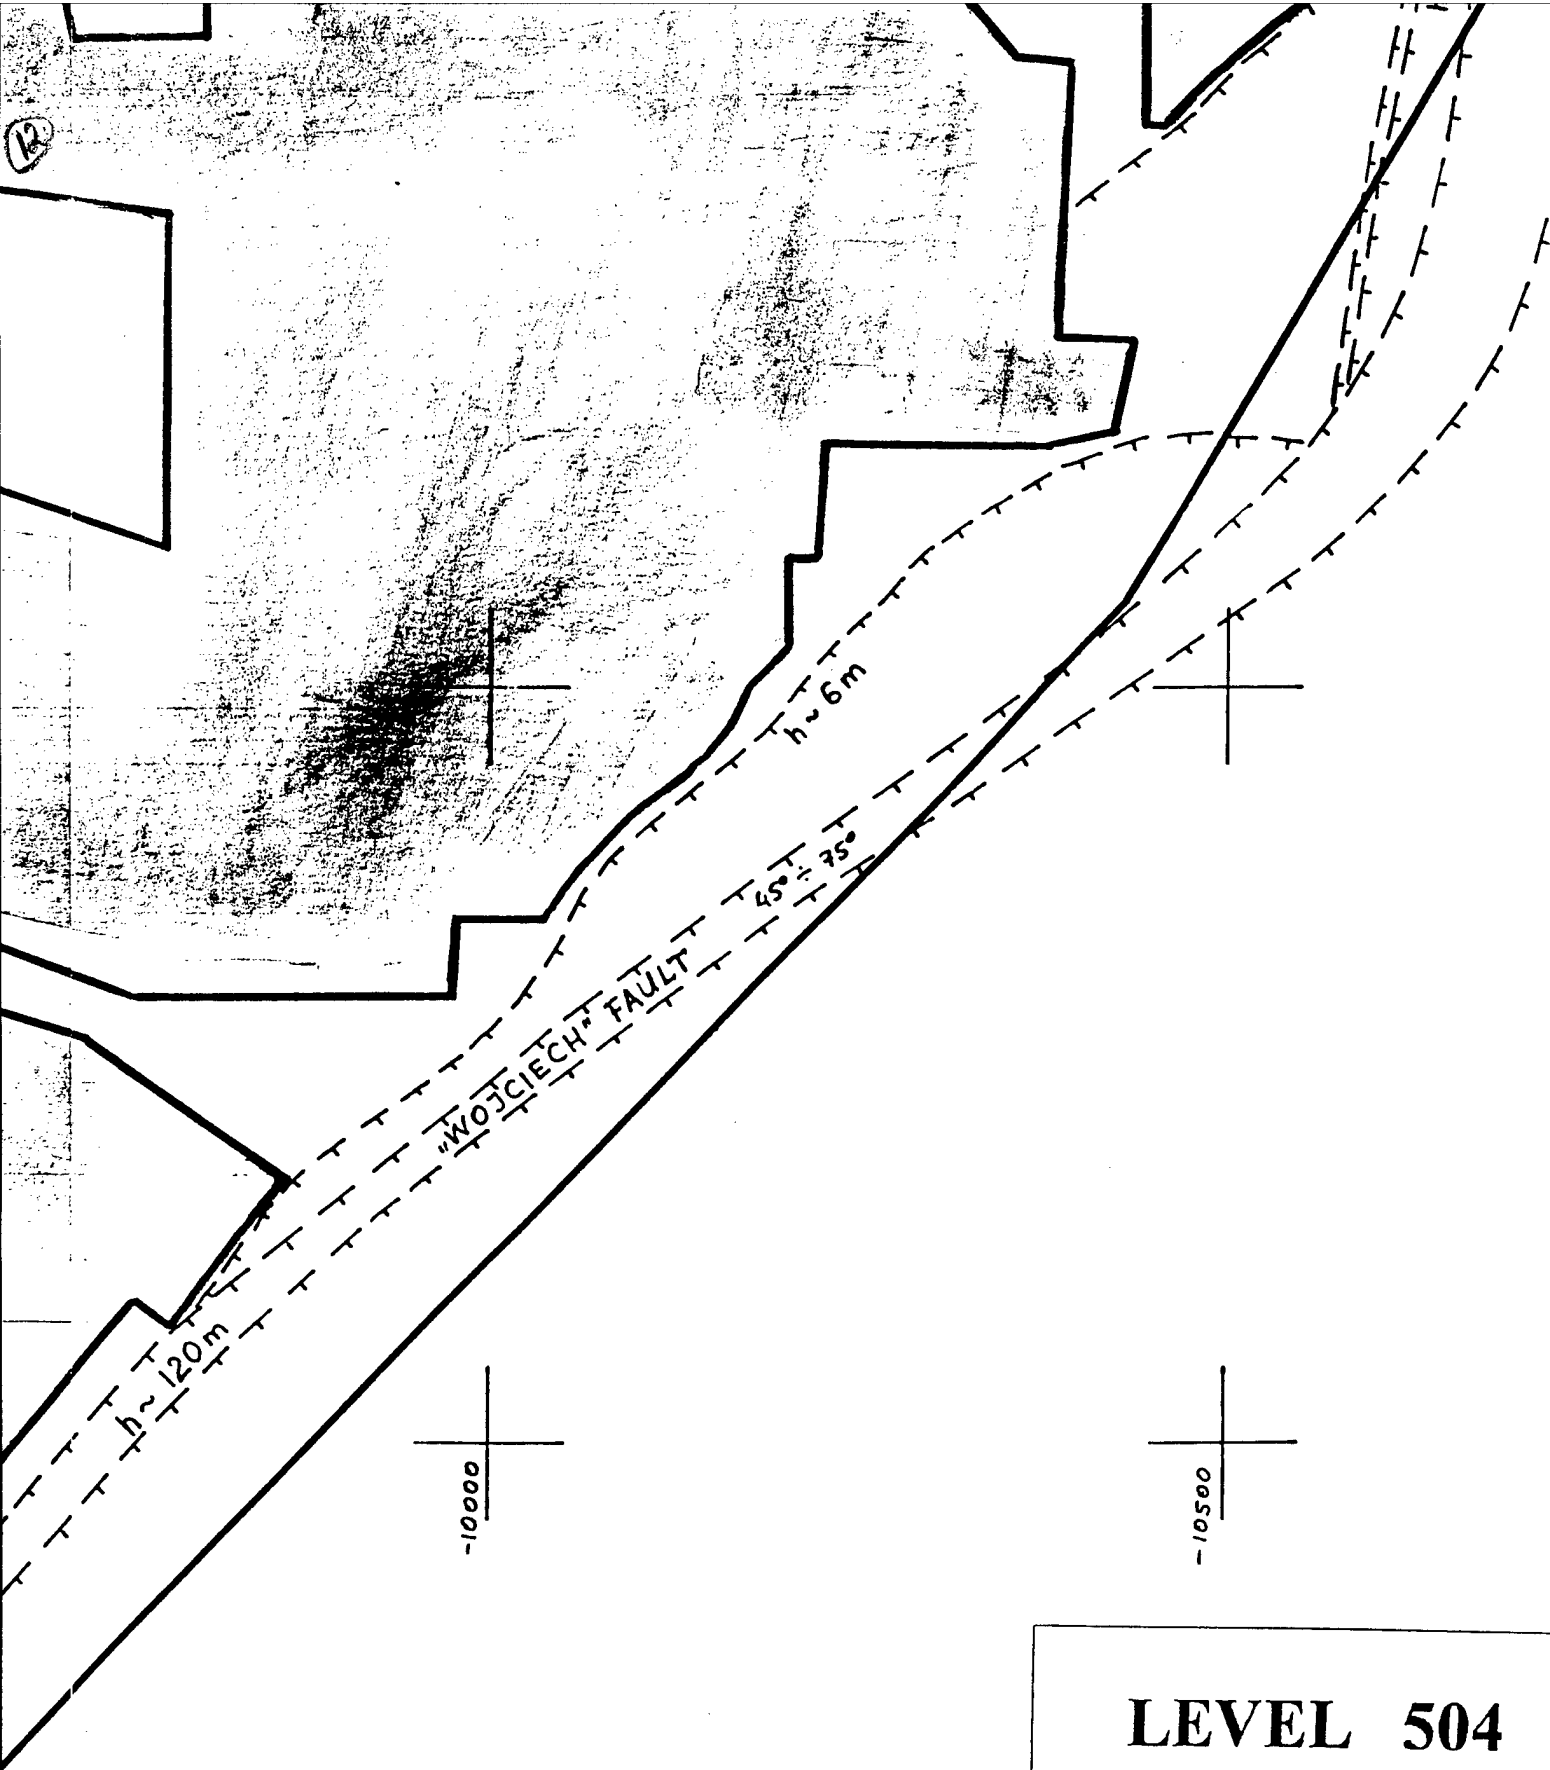 12
h ~ 6m
45° ÷ 75°
„WOJCIECH" FAULT
h ~ 120m
-10000
-10500
LEVEL 504